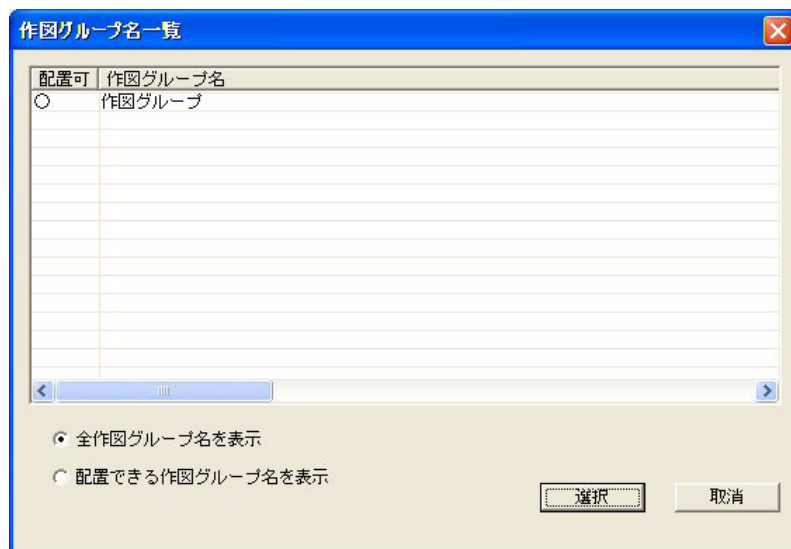 作図グループ名一覧
配置可 作図グループ名
○ 作図グループ
全作図グループ名を表示
配置できる作図グループ名を表示
選択 取消